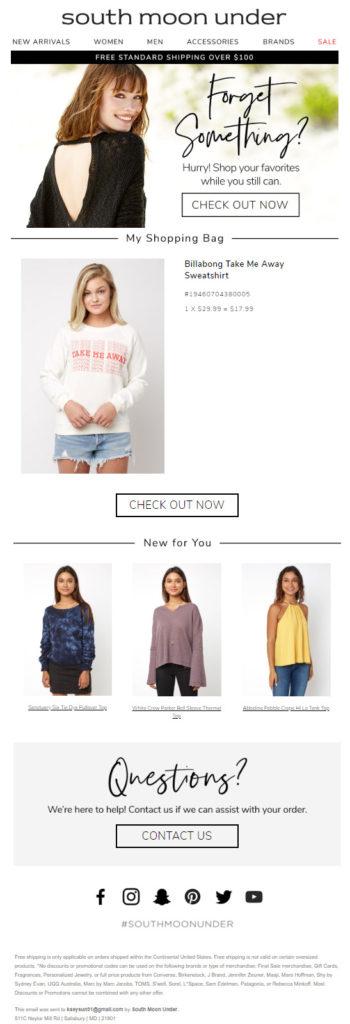 south moon under
NEW ARRIVALS WOMEN MEN ACCESSORIES BRANDS SALE
FREE STANDARD SHIPPING OVER $100
Forget
Something?
Hurry! Shop your favorites
while you still can.
CHECK OUT NOW
My Shopping Bag
Billabong Take Me Away
Sweatshirt
#19460704380005
1 X $29.99 = $17.99
TAKE ME AWAY
CHECK OUT NOW
New for You
Sanctuary Sia Tie Dye Pullover Top
White Crow Parker Bell Sleeve Thermal
Top
Pebble Crepe Hi Lo Tank Top
Questions?
We're here to help! Contact us if we can assist with your order.
CONTACT US
#SOUTHMOONUNDER
Free shipping is only applicable on orders shipped within the Continental United States. Free shipping is not valid on certain oversized
products. *No discounts or promotional codes can be used on the following brands or type of merchandise: Final Sale merchandise, Gift Cards,
Fragrances, Personalized Jewelry, or full price products from Converse, Birkenstock, J Brand, Jennifer Zeuner, Maaji, Marc Hoffman, Shy by
Sydney Evan, UGG Australia, Marc by Marc Jacobs, TOMS, S'well, Sorel, L*Space, Sam Edelman, Patagonia, or Rebecca Minkoff. Most
Discounts or Promotions cannot be combined with any other offer.
This email was sent to by South Moon Under.
511C Naylor Mill Rd | Salisbury | MD | 21801